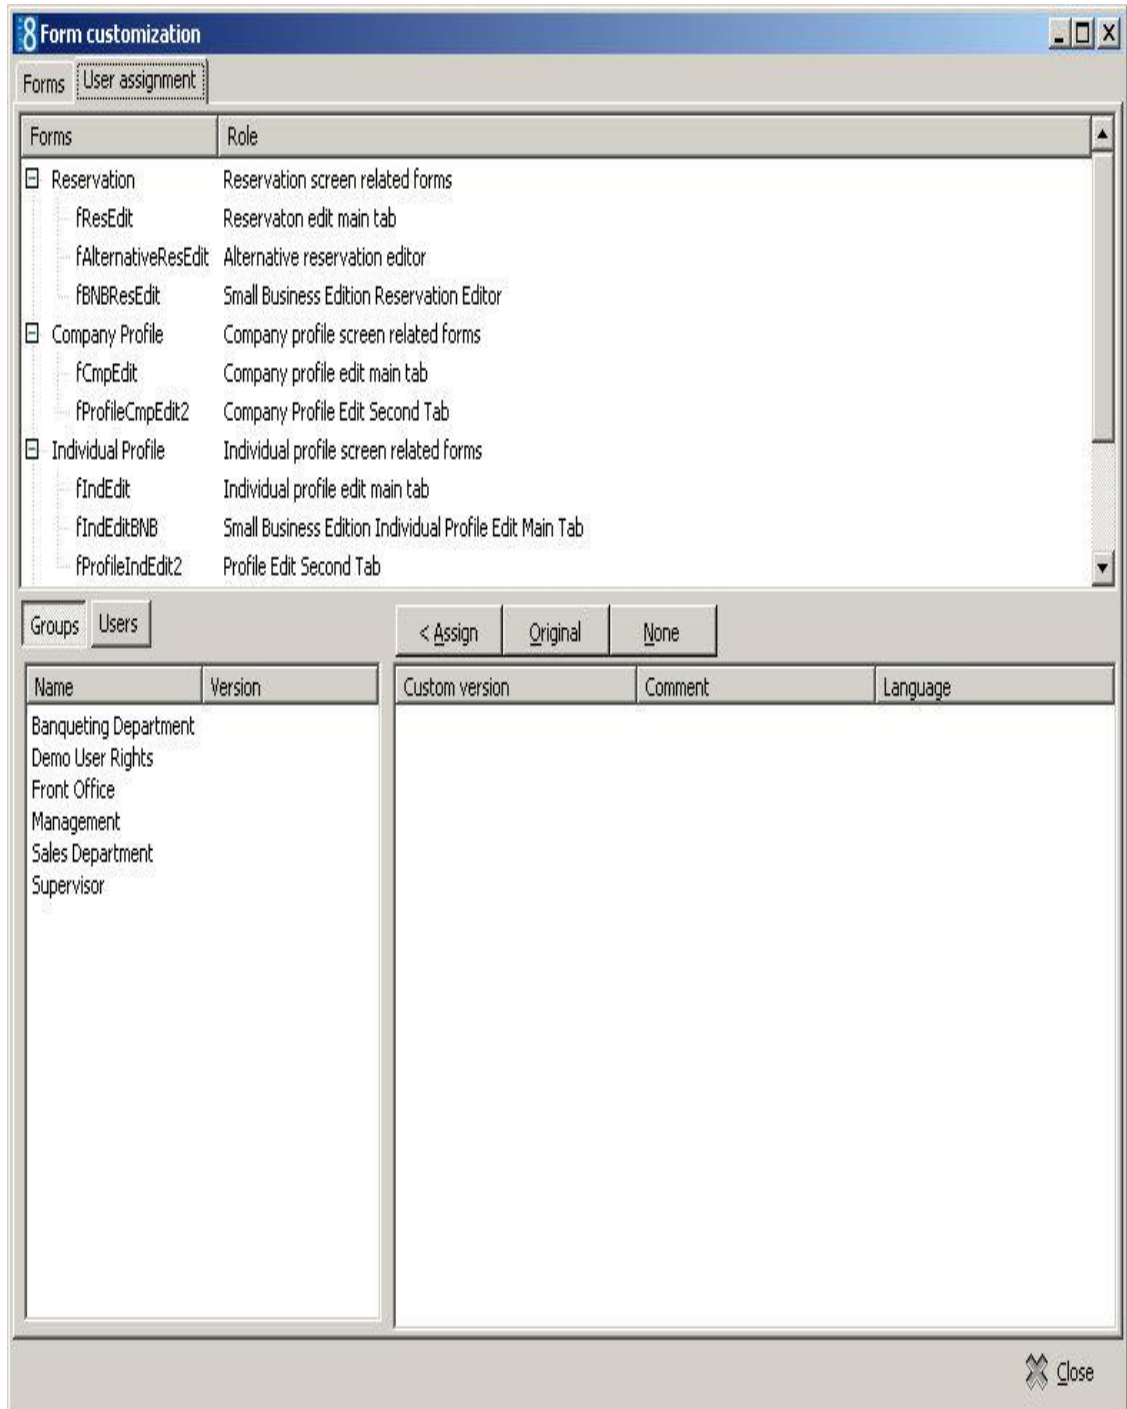 8 Form customization
Forms User assignment
Forms Role
Reservation Reservation screen related forms
fResEdit Reservaton edit main tab
fAlternativeResEdit Alternative reservation editor
fBNBResEdit Small Business Edition Reservation Editor
Company Profile Company profile screen related forms
fCmpEdit Company profile edit main tab
fProfileCmpEdit2 Company Profile Edit Second Tab
Individual Profile Individual profile screen related forms
fIndEdit Individual profile edit main tab
fIndEditBNB Small Business Edition Individual Profile Edit Main Tab
fProfileIndEdit2 Profile Edit Second Tab
Groups Users < Assign Original None
Name Version Custom version Comment Language
Banqueting Department
Demo User Rights
Front Office
Management
Sales Department
Supervisor
Close